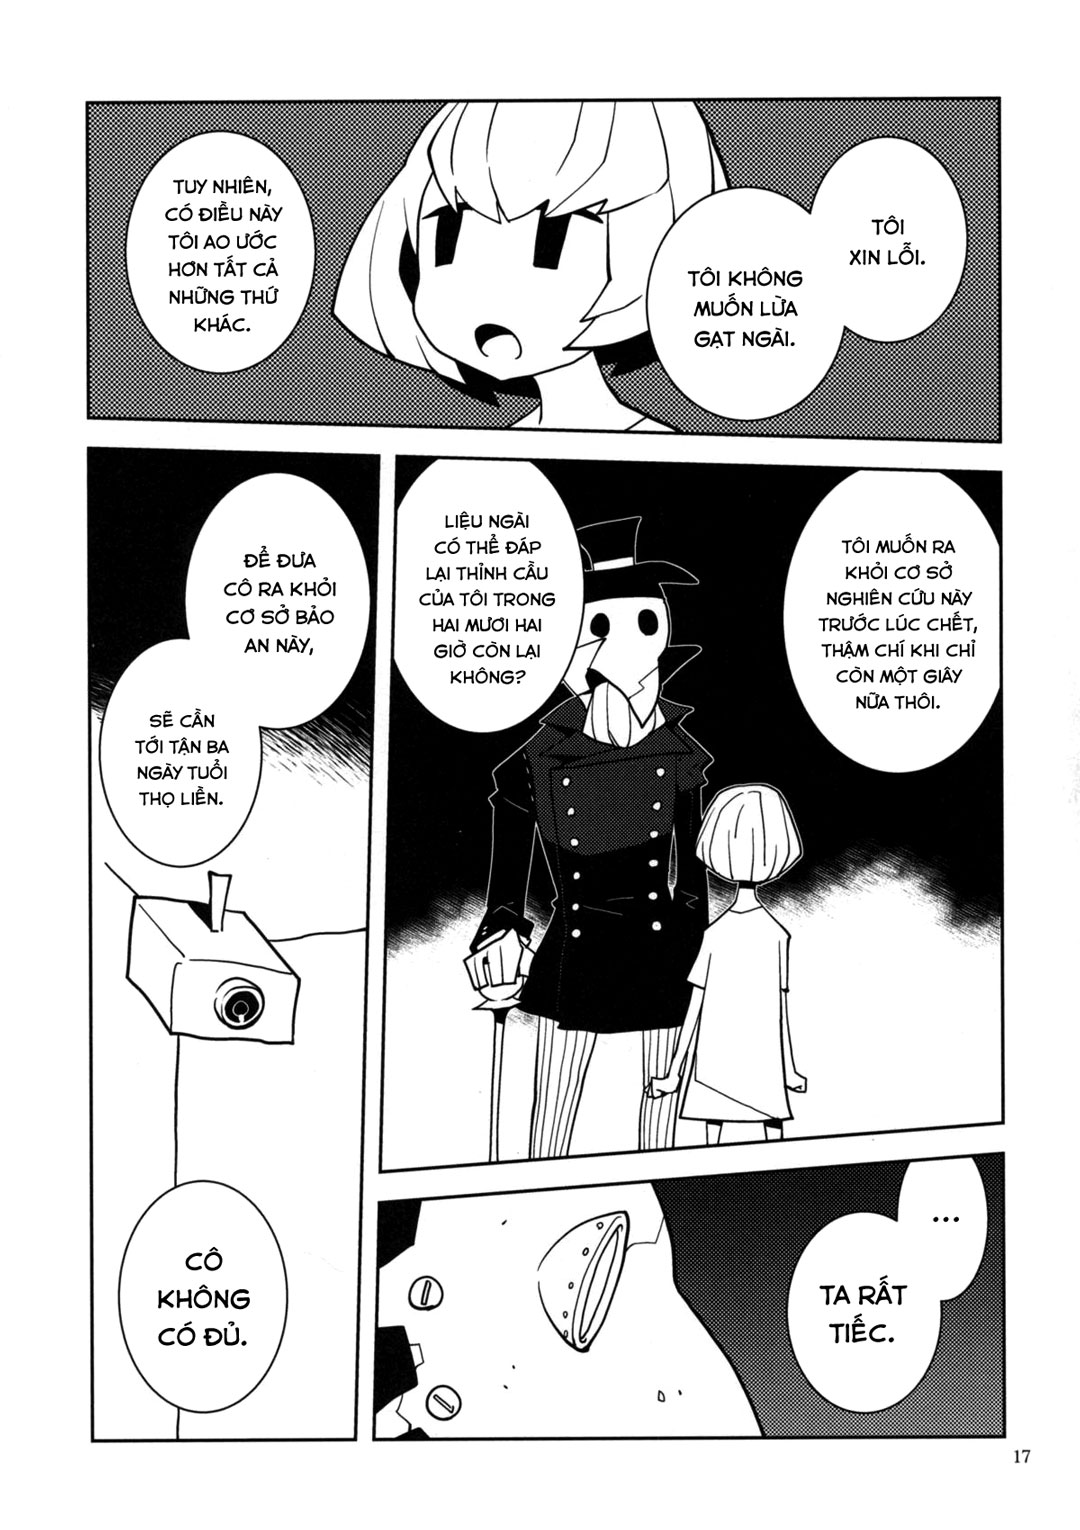 TÔI
XIN LỖI.
TÔI KHÔNG
MUỐN LỪA
GẠT NGÀI.
TUY NHIÊN,
CÓ ĐIỀU NÀY
TÔI AO ƯỚC
HƠN TẤT CẢ
NHỮNG THỨ
KHÁC.
TÔI MUỐN RA
KHỎI CƠ SỞ
NGHIÊN CỨU NÀY
TRƯỚC LÚC CHẾT,
THẬM CHÍ KHI CHỈ
CÒN MỘT GIÂY
NỮA THÔI.
LIỆU NGÀI
CÓ THỂ ĐÁP
LẠI THỈNH CẦU
CỦA TÔI TRONG
HAI MƯƠI HAI
GIỜ CÒN LẠI
KHÔNG?
...
TA RẤT
TIẾC.
ĐỂ ĐƯA
CÔ RA KHỎI
CƠ SỞ BẢO
AN NÀY,
SẼ CẦN
TỚI TẬN BA
NGÀY TUỔI
THỌ LIỀN.
CÔ
KHÔNG
CÓ ĐỦ.
17